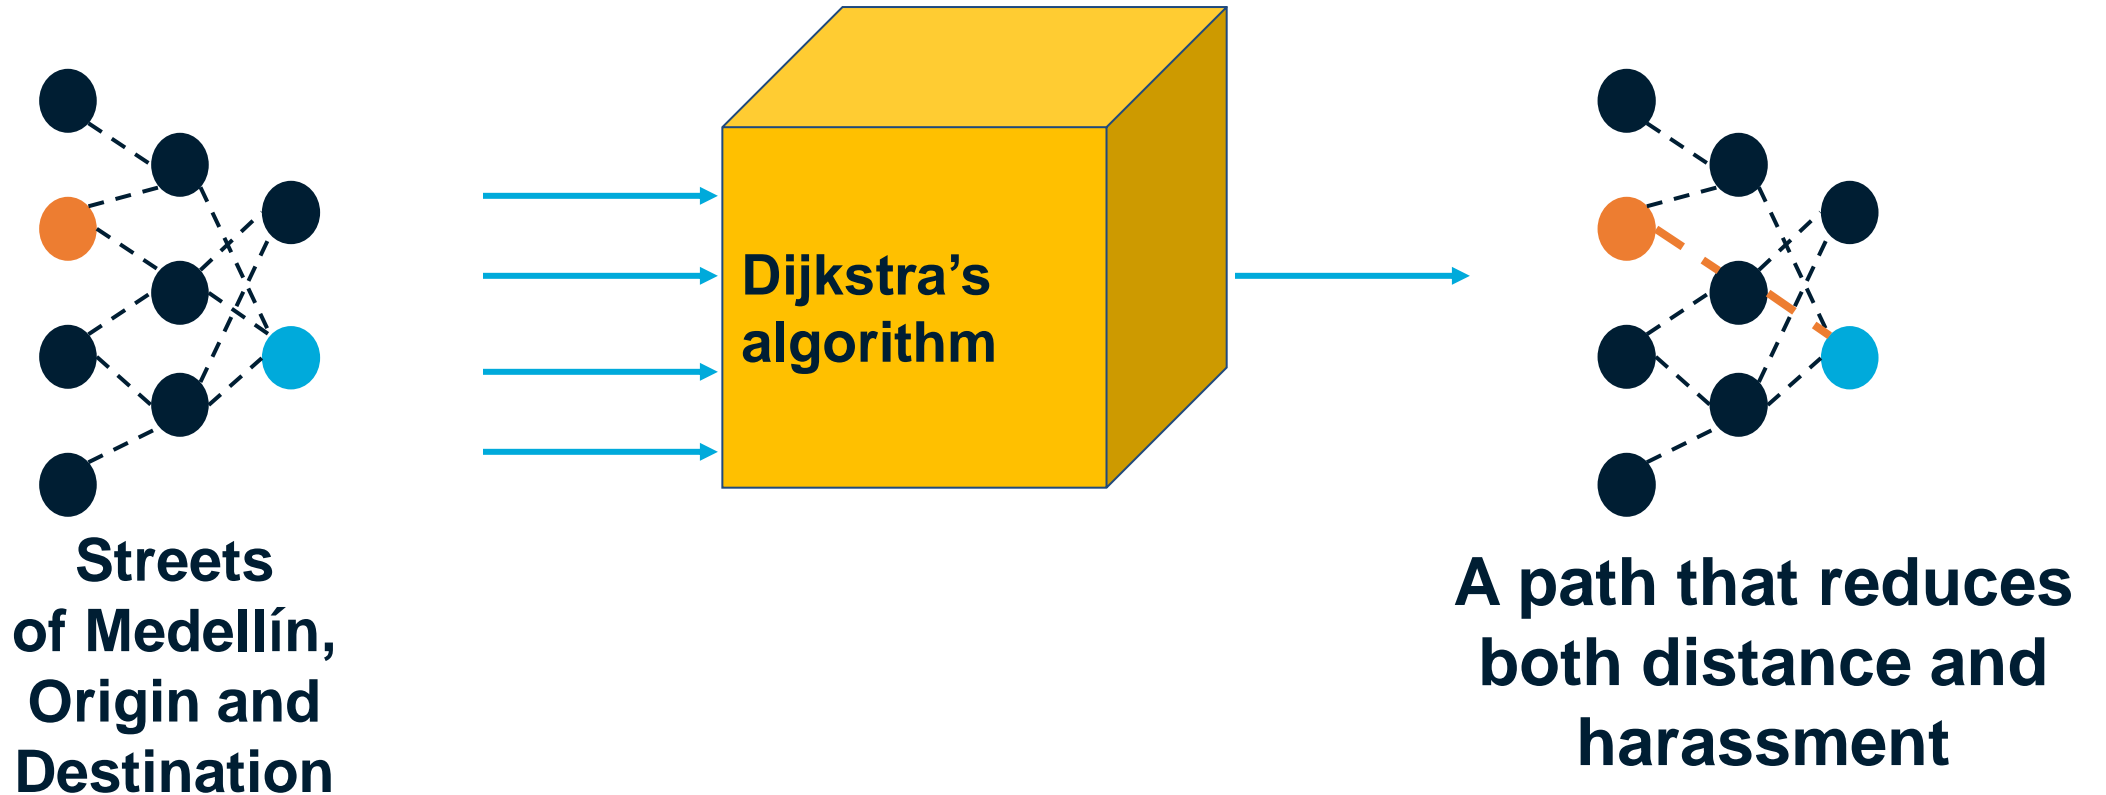 Streets
of Medellín,
Origin and
Destination
Dijkstra’s
algorithm
A path that reduces
both distance and
harassment